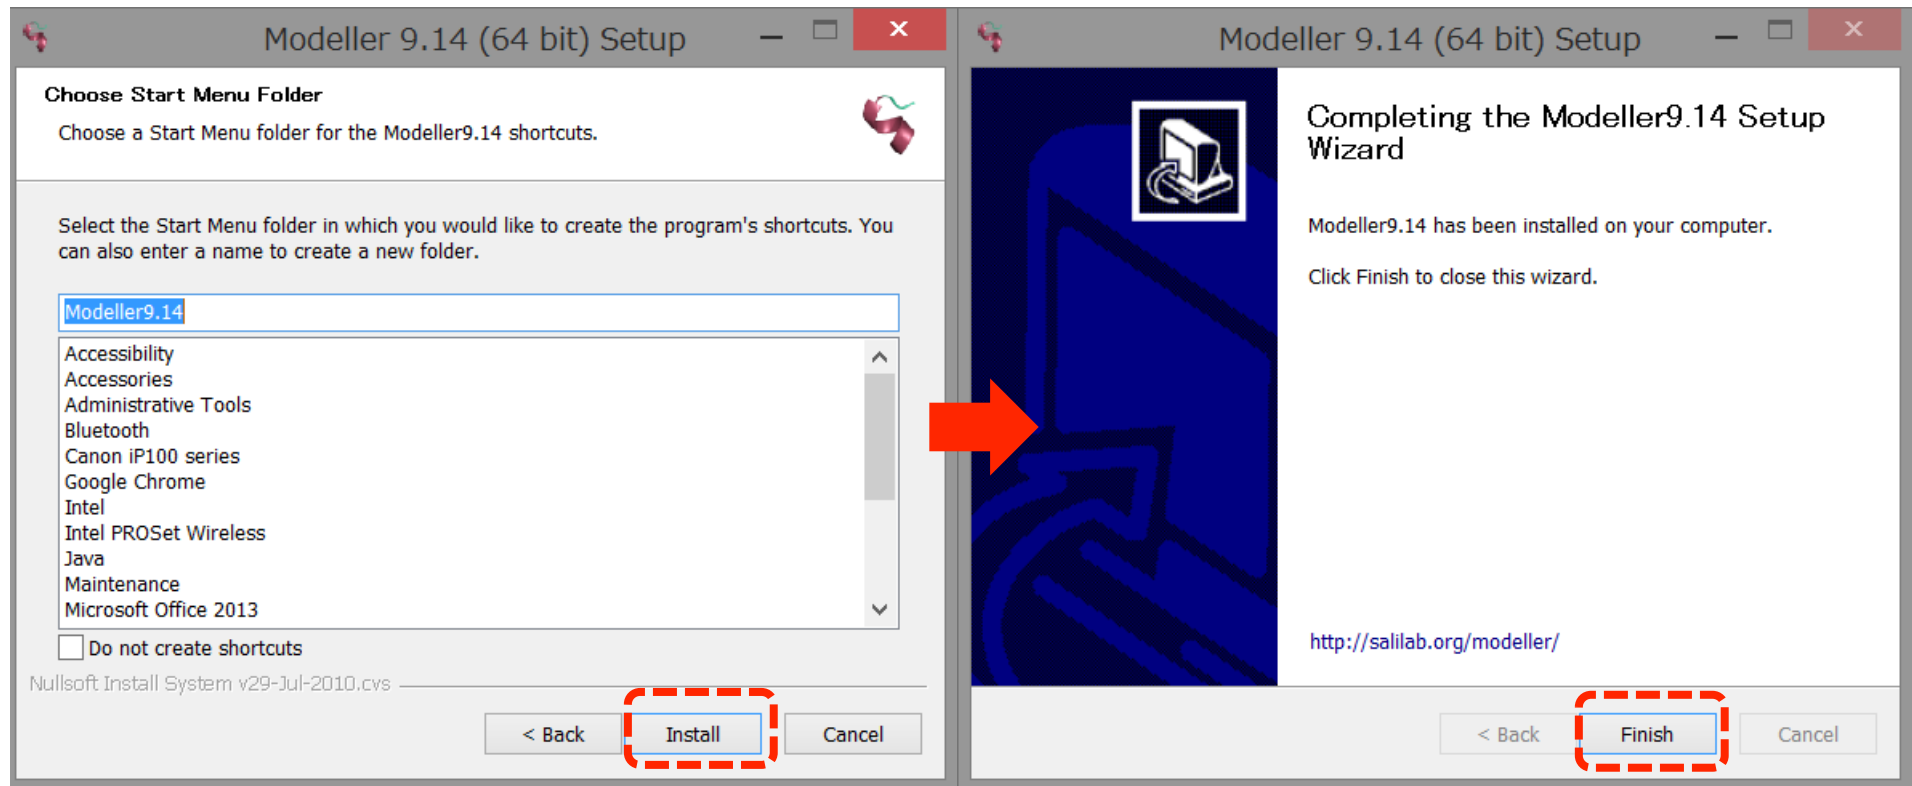 Modeller 9.14 (64 bit) Setup
Choose Start Menu Folder
Choose a Start Menu folder for the Modeller9.14 shortcuts.
Select the Start Menu folder in which you would like to create the program's shortcuts. You
can also enter a name to create a new folder.
Modeller9.14
Accessibility
Accessories
Administrative Tools
Bluetooth
Canon iP100 series
Google Chrome
Intel
Intel PROSet Wireless
Java
Maintenance
Microsoft Office 2013
Do not create shortcuts
Nullsoft Install System v29-Jul-2010.cvs
< Back
Install
Cancel
Modeller 9.14 (64 bit) Setup
Completing the Modeller9.14 Setup
Wizard
Modeller9.14 has been installed on your computer.
Click Finish to close this wizard.
http://salilab.org/modeller/
< Back
Finish
Cancel